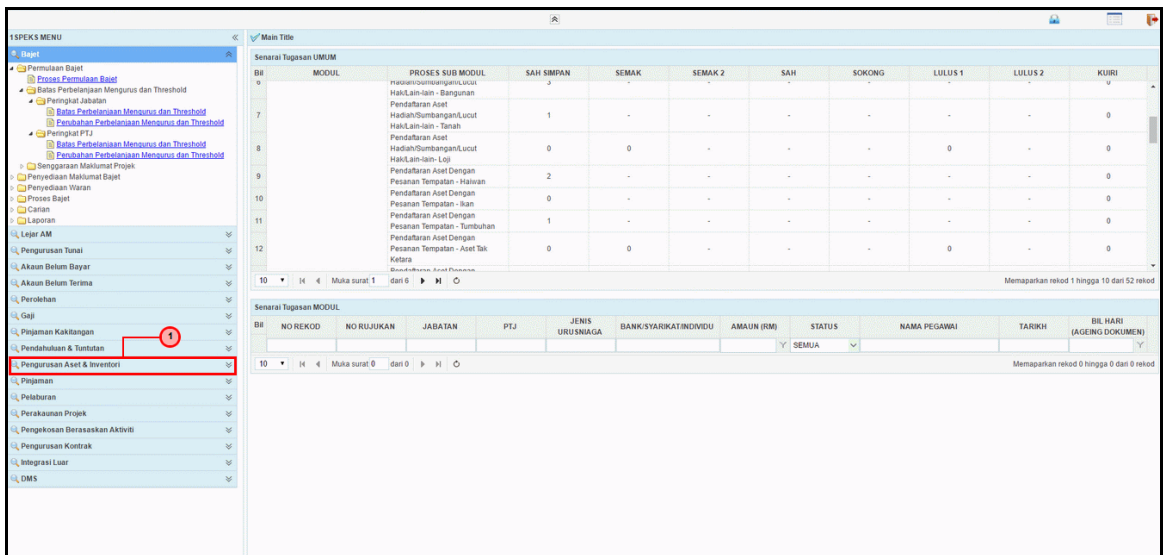 1SPEKS MENU
Main Title
Bajet
Permulaan Bajet
Proses Permulaan Bajet
Batas Perbelanjaan Mengurus dan Threshold
Peringkat Jabatan
Batas Perbelanjaan Mengurus dan Threshold
Perubahan Perbelanjaan Mengurus dan Threshold
Peringkat PTJ
Batas Perbelanjaan Mengurus dan Threshold
Perubahan Perbelanjaan Mengurus dan Threshold
Senggaraan Maklumat Projek
Penyediaan Maklumat Bajet
Penyediaan Waran
Proses Bajet
Carian
Laporan
Lejar AM
Pengurusan Tunai
Akaun Belum Bayar
Akaun Belum Terima
Perolehan
Gaji
Pinjaman Kakitangan
1
Pendahuluan & Tuntutan
Pengurusan Aset & Inventori
Pinjaman
Pelaburan
Perakaunan Projek
Pengekosan Berasaskan Aktiviti
Pengurusan Kontrak
Integrasi Luar
DMS
Senarai Tugasan UMUM
Bil MODUL PROSES SUB MODUL SAH SIMPAN SEMAK SEMAK 2 SAH SOKONG LULUS 1 LULUS 2 KUIRI
6 Hadiah/Sumbangan/Lucut 3 - - - - - - 0
Hak/Lain-lain - Bangunan
Pendaftaran Aset
7 Hadiah/Sumbangan/Lucut 1 - - - - - - 0
Hak/Lain-lain - Tanah
Pendaftaran Aset
8 Hadiah/Sumbangan/Lucut 0 0 - - - 0 - 0
Hak/Lain-lain- Loji
9 Pendaftaran Aset Dengan 2 - - - - - - 0
Pesanan Tempatan - Haiwan
10 Pendaftaran Aset Dengan 0 - - - - - - 0
Pesanan Tempatan - Ikan
11 Pendaftaran Aset Dengan 1 - - - - - - 0
Pesanan Tempatan - Tumbuhan
Pendaftaran Aset Dengan
12 Pesanan Tempatan - Aset Tak 0 0 - - - 0 - 0
Ketara
Pendaftaran Aset Dengan
10 Muka surat 1 dari 6 Memaparkan rekod 1 hingga 10 dari 52 rekod
Senarai Tugasan MODUL
Bil NO REKOD NO RUJUKAN JABATAN PTJ JENIS URUSNIAGA BANK/SYARIKAT/INDIVIDU AMAUN (RM) STATUS NAMA PEGAWAI TARIKH BIL HARI (AGEING DOKUMEN)
SEMUA
10 Muka surat 0 dari 0 Memaparkan rekod 0 hingga 0 dari 0 rekod